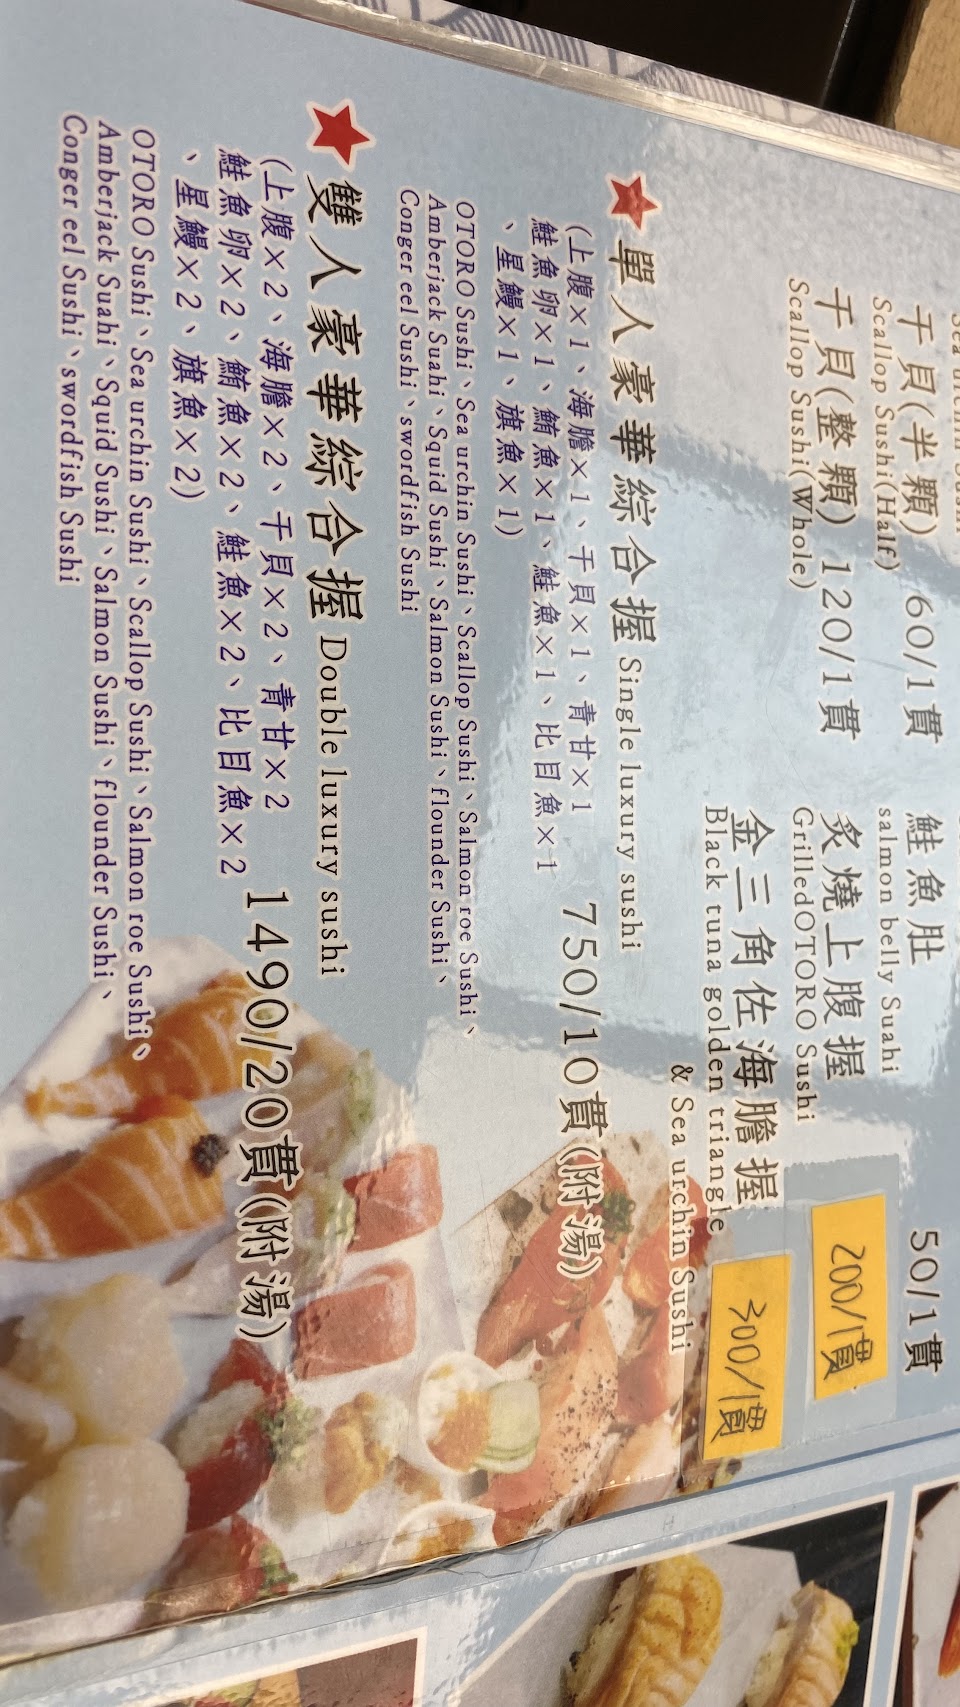 干貝(半顆) 60/1貫
Scallop Sushi(Half)
干貝(整顆) 120/1貫
Scallop Sushi(Whole)
鮭魚肚 50/1貫
salmon belly Suahi
炙燒上腹握 200/1貫
GrilledOTORO Sushi
金三角佐海膽握 300/1貫
Black tuna golden triangle
& Sea urchin Sushi
單人豪華綜合握 Single luxury sushi
(上腹×1、海膽×1、干貝×1、青甘×1
鮭魚卵×1、鮪魚×1、鮭魚×1、比目魚×1
、星鰻×1、旗魚×1) 750/10貫(附湯)
OTORO Sushi、Sea urchin Sushi、Scallop Sushi、Salmon roe Sushi、
Amberjack Suahi、Squid Sushi、Salmon Sushi、flounder Sushi、
Conger eel Sushi、swordfish Sushi
雙人豪華綜合握 Double luxury sushi
(上腹×2、海膽×2、干貝×2、青甘×2
鮭魚卵×2、鮪魚×2、鮭魚×2、比目魚×2
、星鰻×2、旗魚×2) 1490/20貫(附湯)
OTORO Sushi、Sea urchin Sushi、Scallop Sushi、Salmon roe Sushi、
Amberjack Suahi、Squid Sushi、Salmon Sushi、flounder Sushi、
Conger eel Sushi、swordfish Sushi